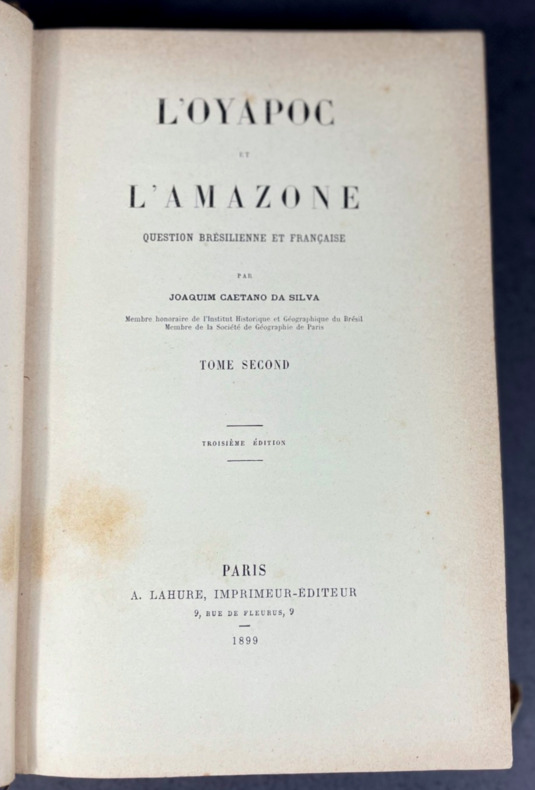 L'OYAPOC
ET
L'AMAZONE
QUESTION BRÉSILIENNE ET FRANÇAISE
PAR
JOAQUIM CAETANO DA SILVA
Membre honoraire de l'Institut Historique et Géographique du Brésil
Membre de la Société de Géographie de Paris
TOME SECOND
TROISIÈME ÉDITION
PARIS
A. LAHURE, IMPRIMEUR-ÉDITEUR
9, RUE DE FLEURUS, 9
1899